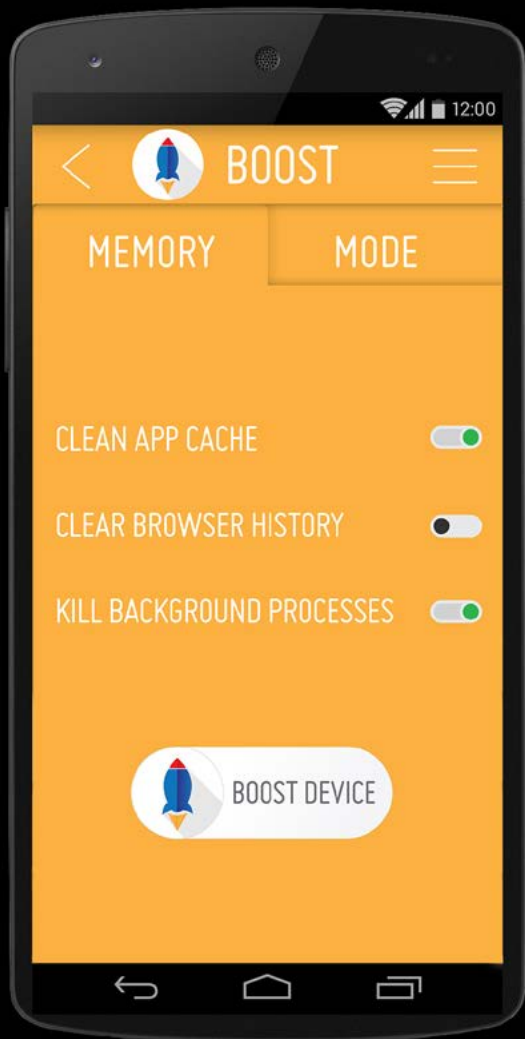 12:00
BOOST
MEMORY
MODE
CLEAN APP CACHE
CLEAR BROWSER HISTORY
KILL BACKGROUND PROCESSES
BOOST DEVICE